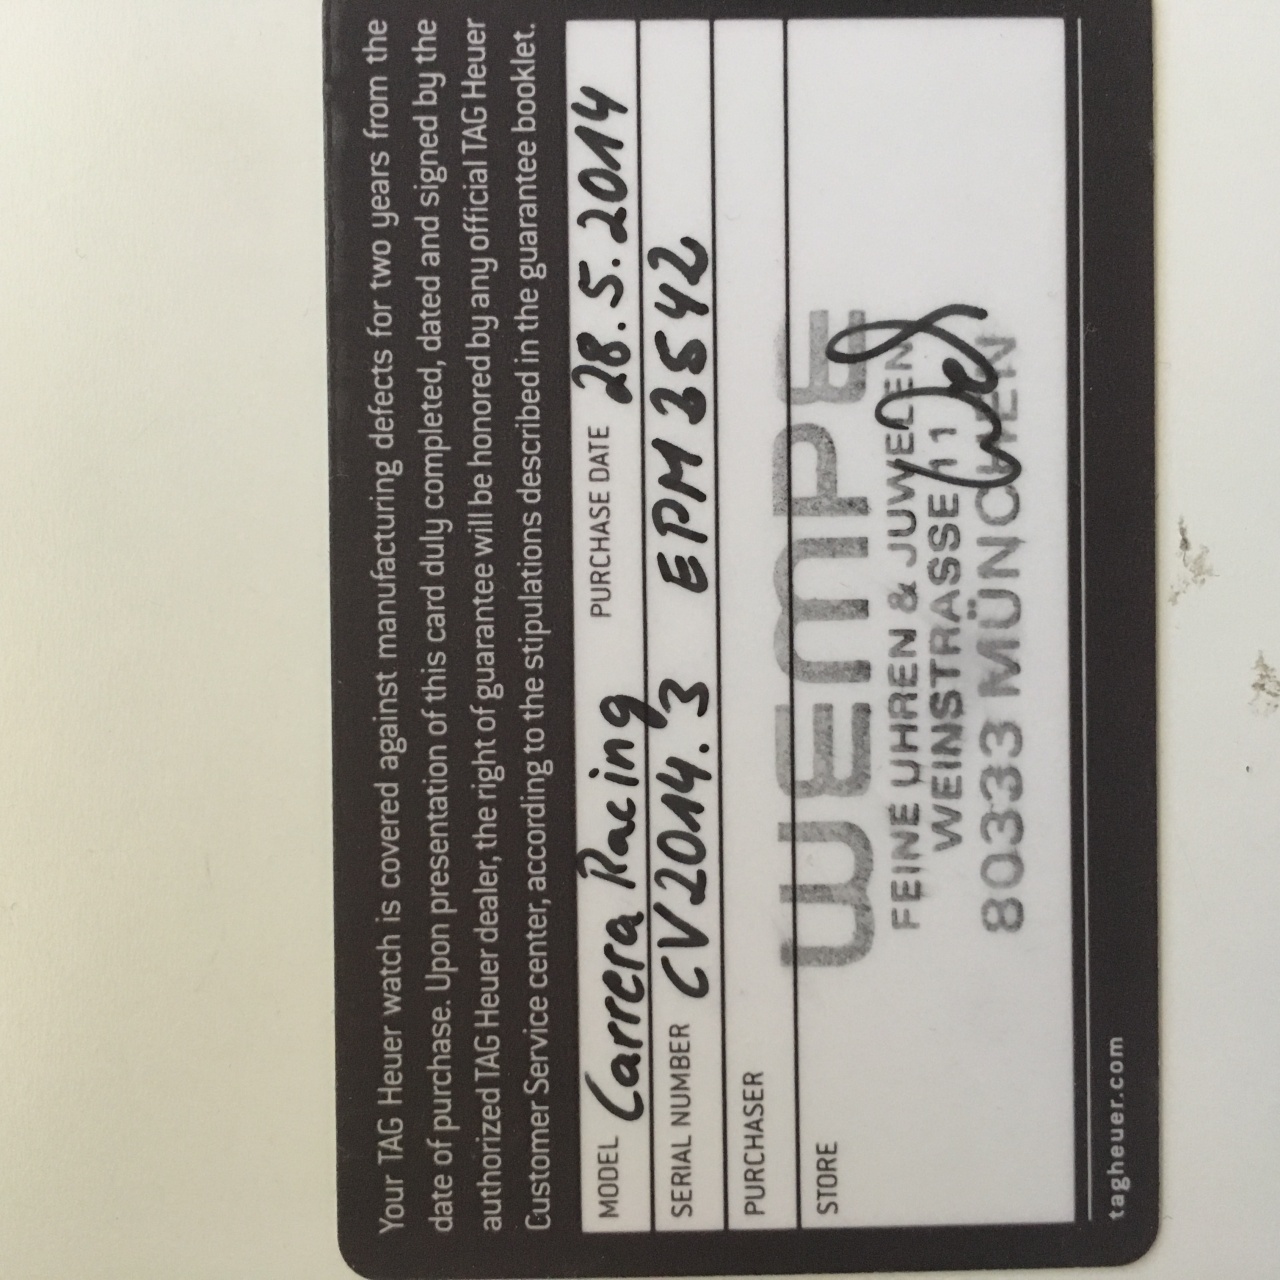 Your TAG Heuer watch is covered against manufacturing defects for two years from the
date of purchase. Upon presentation of this card duly completed, dated and signed by the
authorized TAG Heuer dealer, the right of guarantee will be honored by any official TAG Heuer
Customer Service center, according to the stipulations described in the guarantee booklet.
MODEL Carrera Racing PURCHASE DATE 28.5.2014
SERIAL NUMBER CV2014.3 EPM3542
PURCHASER
STORE
WEMPE
FEINE UHREN & JUWELEN
WEINSTRASSE 11
80333 MÜNCHEN
tagheuer.com